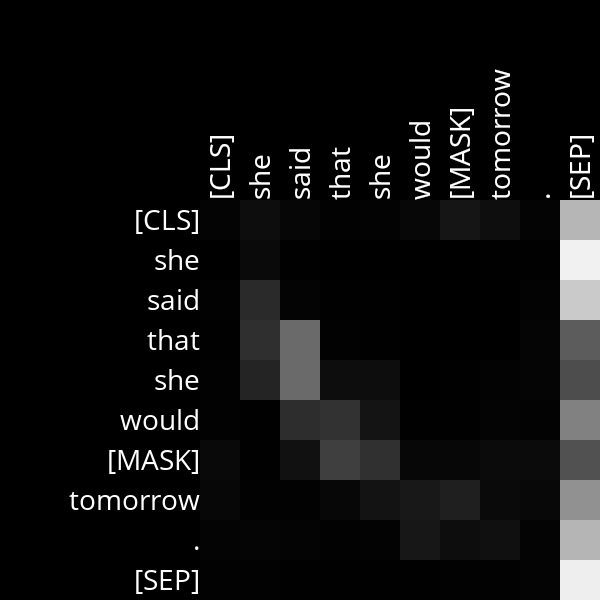 [CLS]
she
said
that
she
would
[MASK]
tomorrow
.
[SEP]
[CLS]
she
said
that
she
would
[MASK]
tomorrow
.
[SEP]